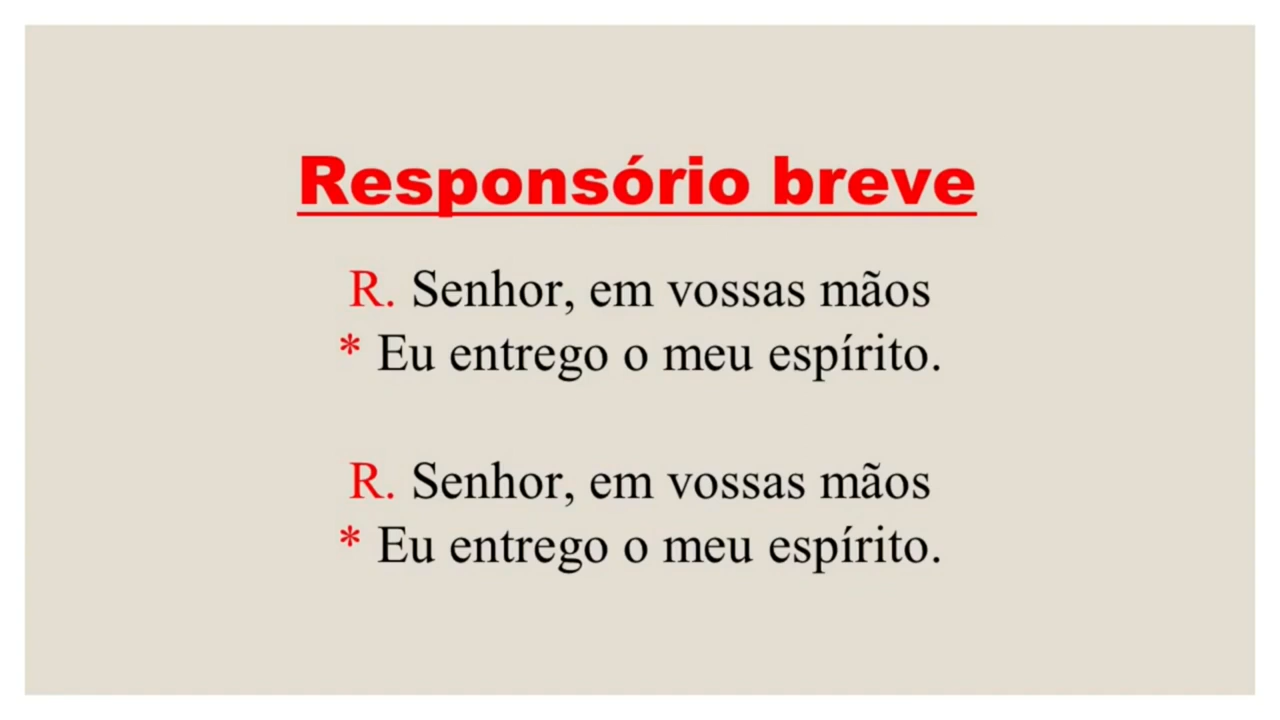 Responsório breve
R. Senhor, em vossas mãos
* Eu entrego o meu espírito.
R. Senhor, em vossas mãos
* Eu entrego o meu espírito.